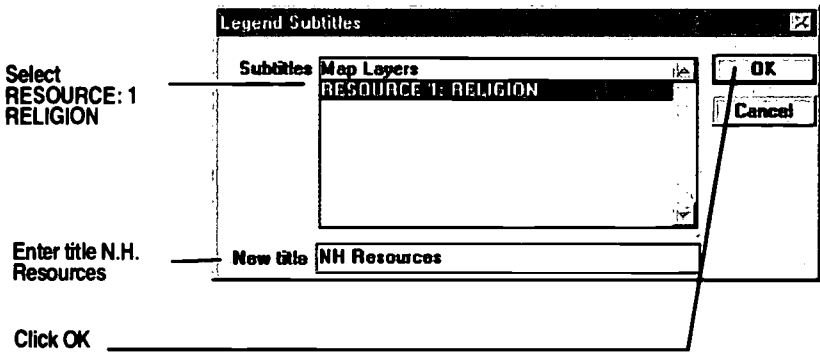 Legend Subtitles
Select
RESOURCE: 1
RELIGION
Subtitles
Map Layers
RESOURCE 1: RELIGION
OK
Cancel
Enter title N.H.
Resources
New title
NH Resources
Click OK